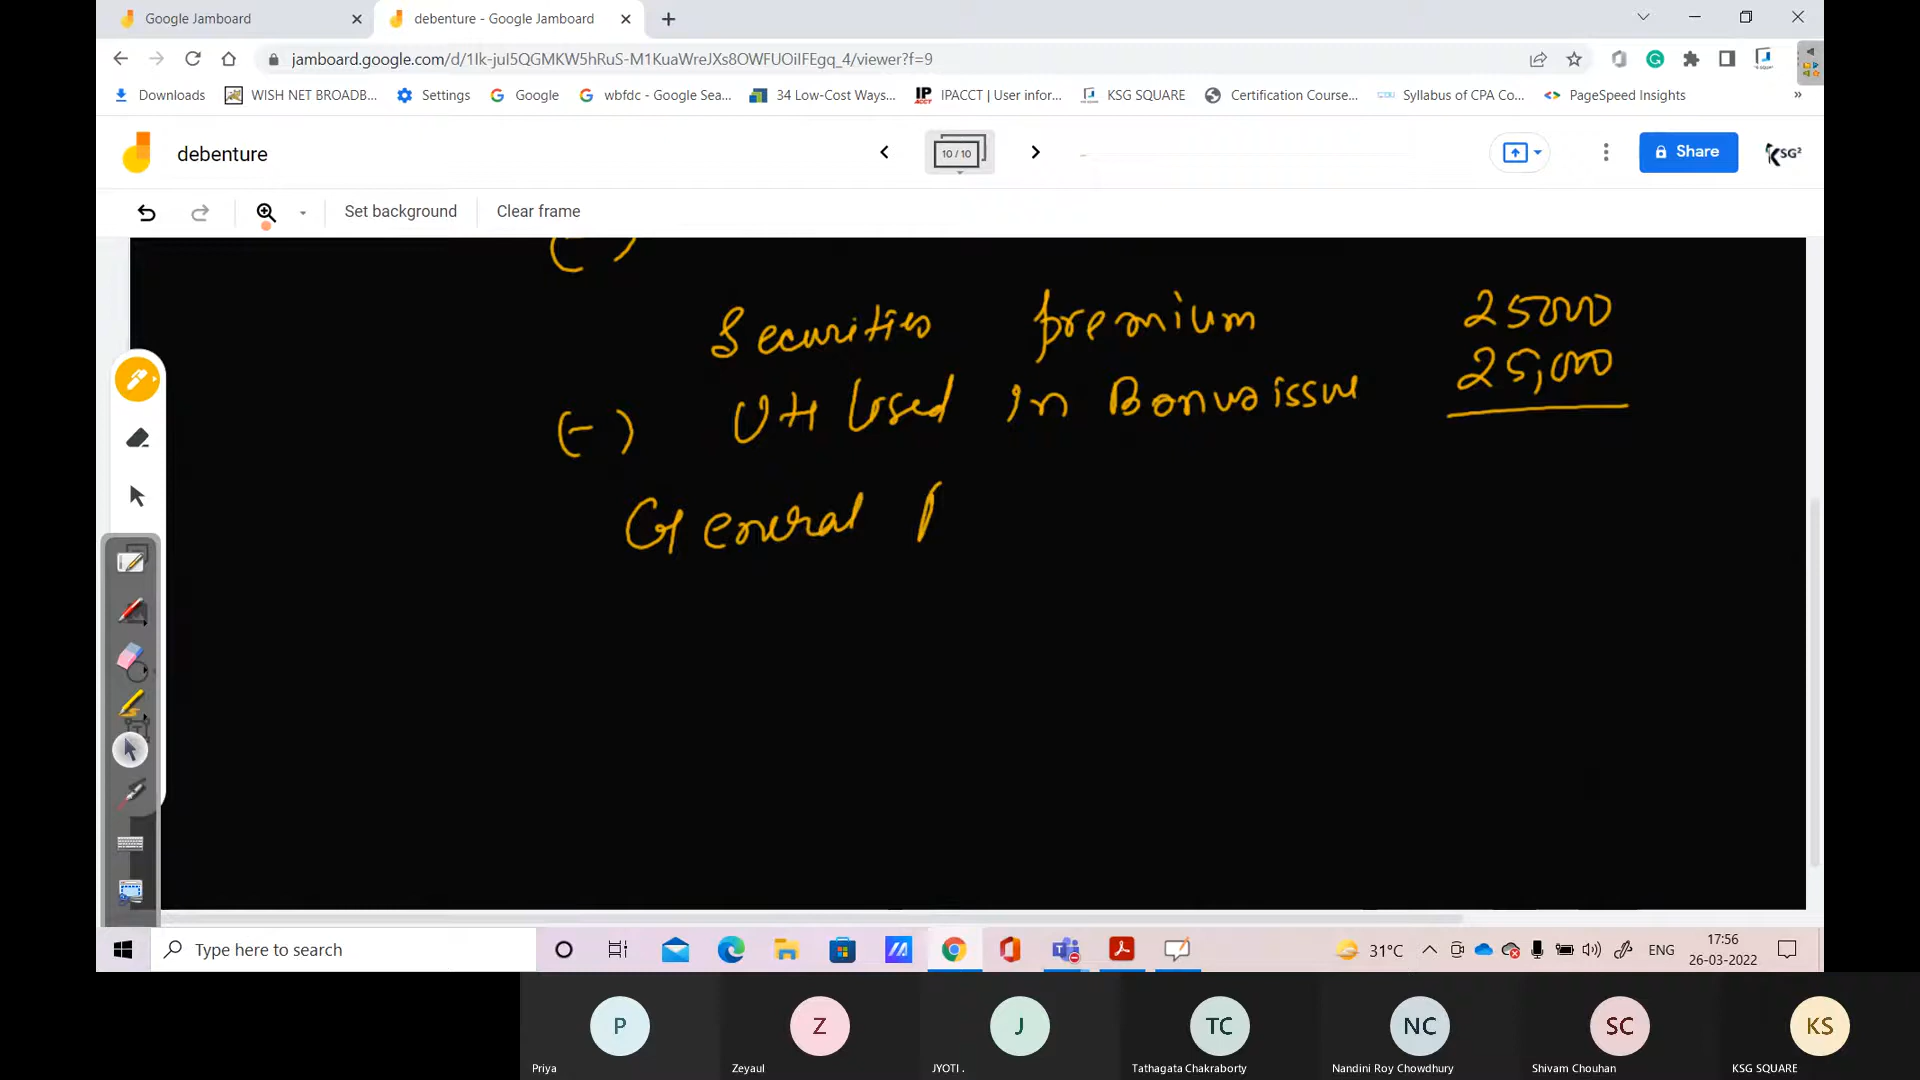 Google Jamboard
debenture - Google Jamboard
jamboard.google.com/d/1Ik-juI5QGMKW5hRuS-M1KuaWreJXs8OWFUOiIFEgq_4/viewer?f=9
Downloads
WISH NET BROADB...
Settings
Google
wbfdc - Google Sea...
34 Low-Cost Ways...
IPACCT | User infor...
KSG SQUARE
Certification Course...
Syllabus of CPA Co...
PageSpeed Insights
»
debenture
10 / 10
Share
KSG²
Set background
Clear frame
(-)
Securities premium 25000
(-) Utilised in Bonus issue 25,000
General
Type here to search
31°C
ENG
17:56
26-03-2022
P
Z
J
TC
NC
SC
KS
Priya
Zeyaul
JYOTI .
Tathagata Chakraborty
Nandini Roy Chowdhury
Shivam Chouhan
KSG SQUARE